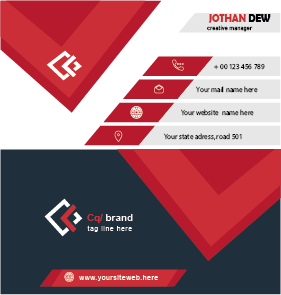 JOTHAN DEW
creative manager
+ 00 123 456 789
Your mail name here
Your website name here
Your state adress,road 501
Cq/ brand
tag line here
www.yoursiteweb.here